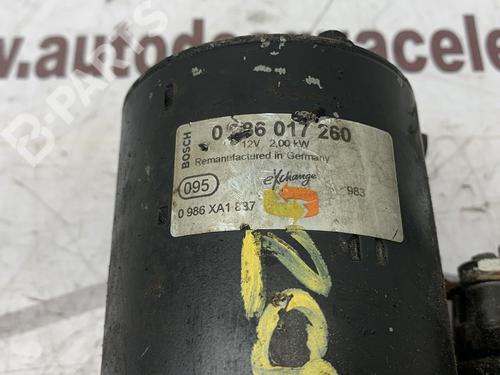 www.autodesguacele
B-PARTS
BOSCH
0 986 017 260
12V 2,00 kW
Remanufactured in Germany
095
exchange
983
0 986 XA1 837